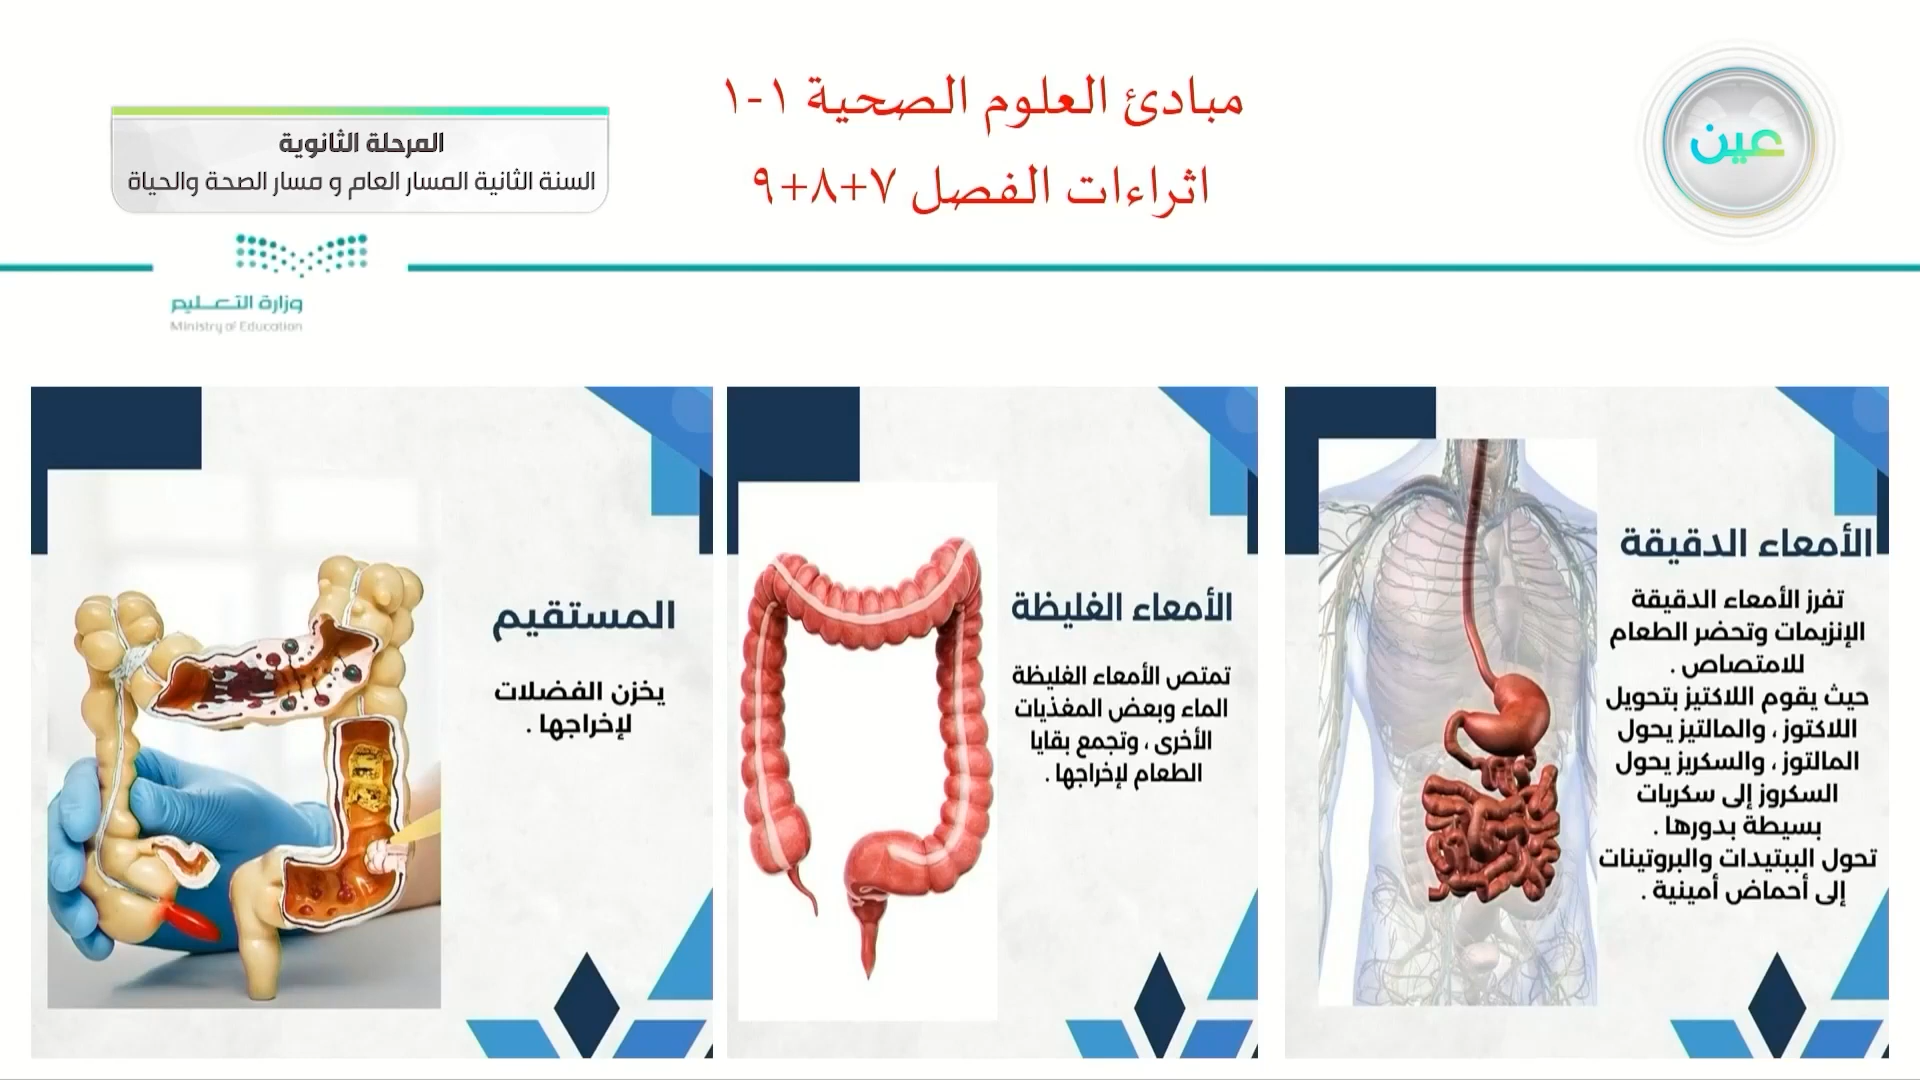 مبادئ العلوم الصحية ١-١
اثراءات الفصل ٧+٨+٩
عين
المرحلة الثانوية
السنة الثانية المسار العام و مسار الصحة والحياة
وزارة التعـــليم
Ministry of Education
الأمعاء الدقيقة
تفرز الأمعاء الدقيقة
الإنزيمات وتحضر الطعام
للامتصاص .
حيث يقوم اللاكتيز بتحويل
اللاكتوز ، والمالتيز يحول
المالتوز ، والسكريز يحول
السكروز إلى سكريات
بسيطة بدورها .
تحول الببتيدات والبروتينات
إلى أحماض أمينية .
الأمعاء الغليظة
تمتص الأمعاء الغليظة
الماء وبعض المغذيات
الأخرى ، وتجمع بقايا
الطعام لإخراجها .
المستقيم
يخزن الفضلات
لإخراجها .